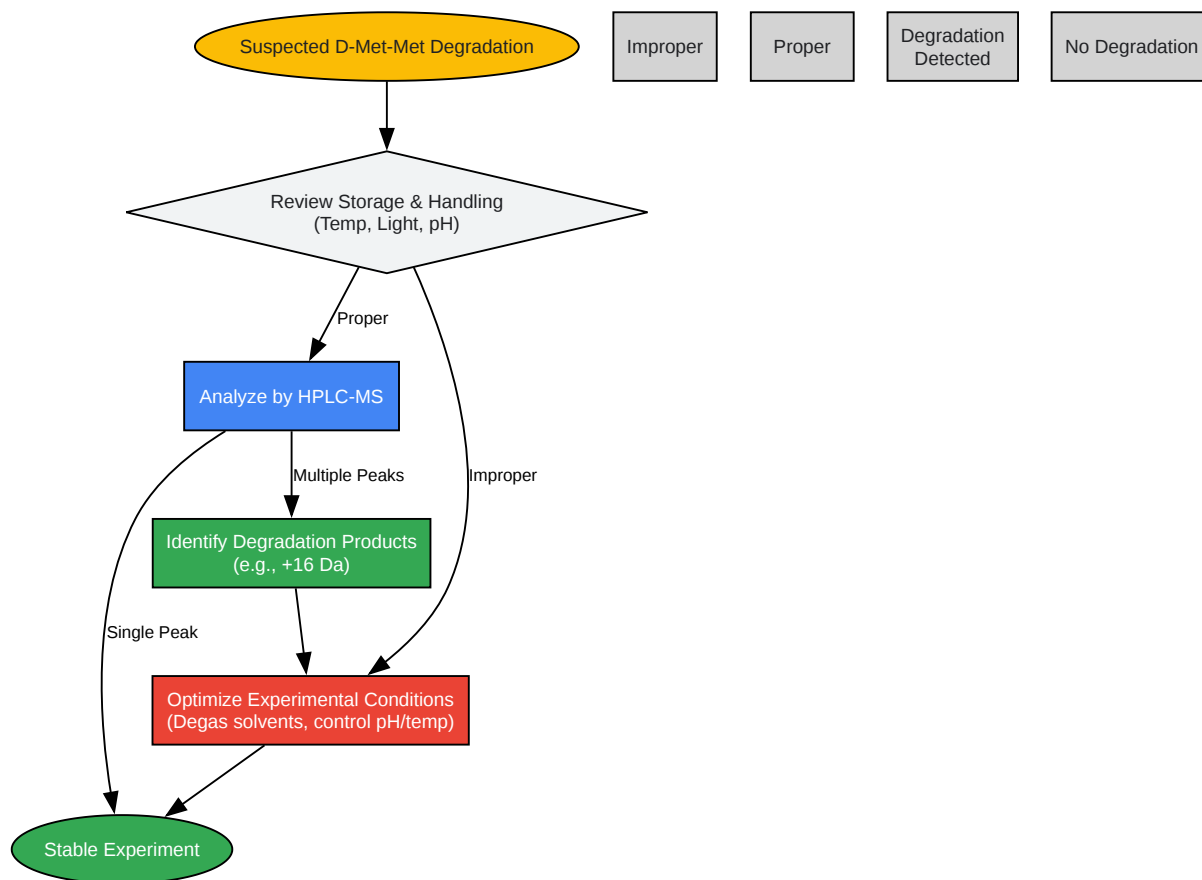 Suspected D-Met-Met Degradation
Improper
Proper
Degradation
Detected
No Degradation
Review Storage & Handling
(Temp, Light, pH)
Proper
Analyze by HPLC-MS
Multiple Peaks
Improper
Identify Degradation Products
(e.g., +16 Da)
Single Peak
Optimize Experimental Conditions
(Degas solvents, control pH/temp)
Stable Experiment